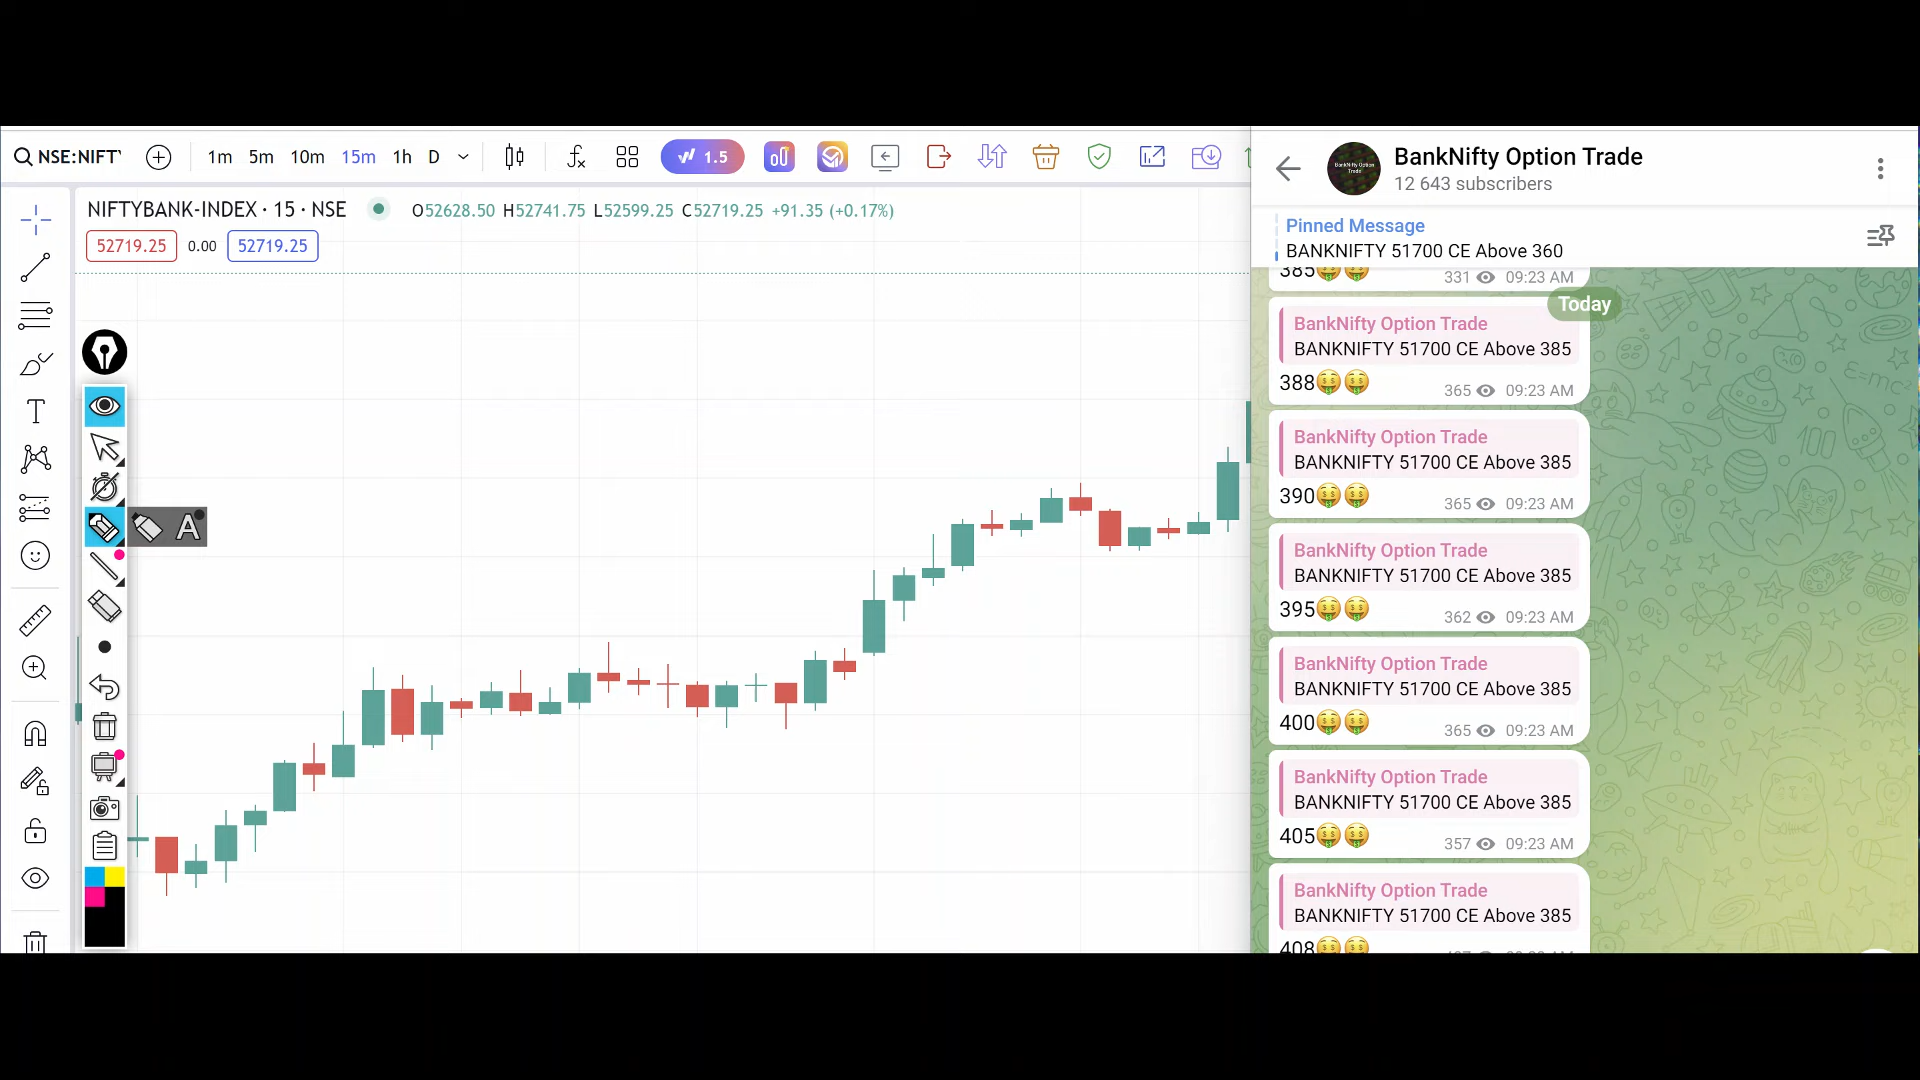 NSE:NIFTY
1m 5m 10m 15m 1h D
1.5
NIFTYBANK-INDEX · 15 · NSE
O52628.50 H52741.75 L52599.25 C52719.25 +91.35 (+0.17%)
52719.25 0.00 52719.25
T
A
BankNifty Option Trade
BankNifty Option Trade
12 643 subscribers
Pinned Message
BANKNIFTY 51700 CE Above 360
385🤑🤑 331 09:23 AM
Today
BankNifty Option Trade
BANKNIFTY 51700 CE Above 385
388🤑🤑 365 09:23 AM
BankNifty Option Trade
BANKNIFTY 51700 CE Above 385
390🤑🤑 365 09:23 AM
BankNifty Option Trade
BANKNIFTY 51700 CE Above 385
395🤑🤑 362 09:23 AM
BankNifty Option Trade
BANKNIFTY 51700 CE Above 385
400🤑🤑 365 09:23 AM
BankNifty Option Trade
BANKNIFTY 51700 CE Above 385
405🤑🤑 357 09:23 AM
BankNifty Option Trade
BANKNIFTY 51700 CE Above 385
408🤑🤑